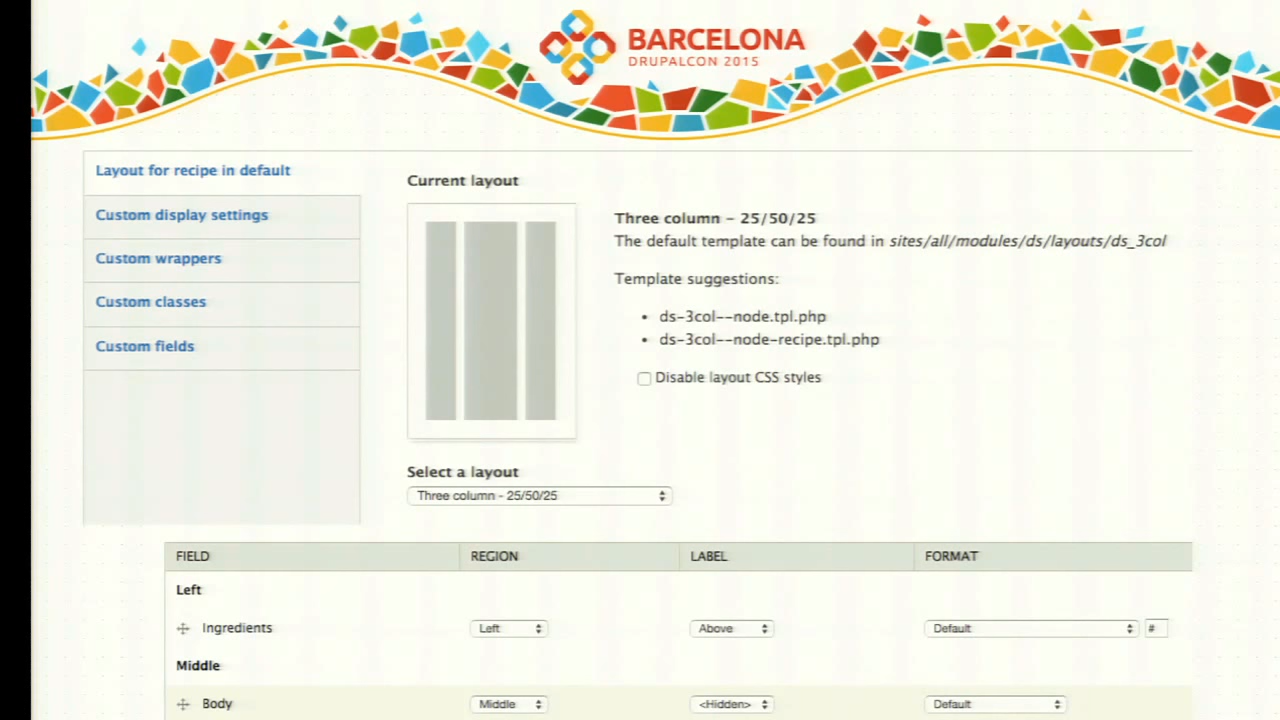 BARCELONA
DRUPALCON 2015
Layout for recipe in default
Custom display settings
Custom wrappers
Custom classes
Custom fields
Current layout
Three column - 25/50/25
The default template can be found in sites/all/modules/ds/layouts/ds_3col
Template suggestions:
• ds-3col--node.tpl.php
• ds-3col--node-recipe.tpl.php
Disable layout CSS styles
Select a layout
Three column - 25/50/25
FIELD REGION LABEL FORMAT
Left
Ingredients Left Above Default #
Middle
Body Middle <Hidden> Default